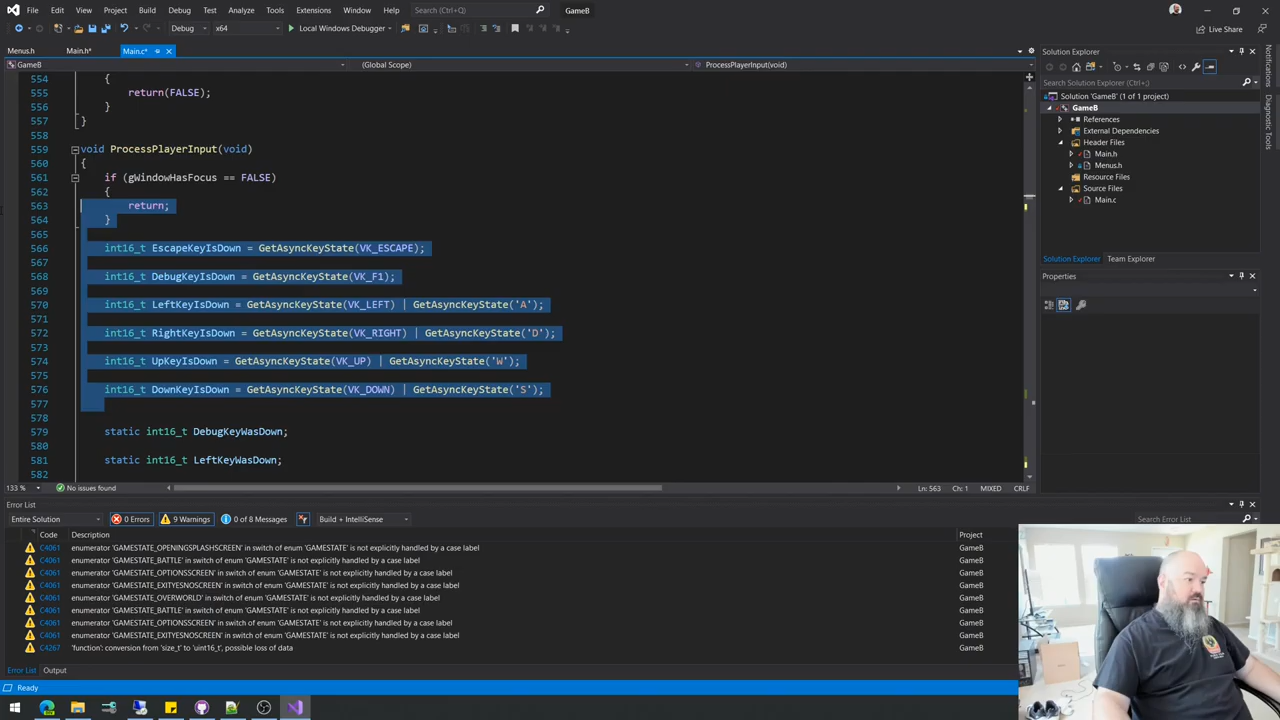 File Edit View Git Project Build Debug Test Analyze Tools Extensions Window Help Search (Ctrl+Q) GameB
Debug x64 Local Windows Debugger Live Share
Menus.h Main.h* Main.c*
GameB (Global Scope) ProcessPlayerInput(void)
554 {
555 return(FALSE);
556 }
557 }
558
559 void ProcessPlayerInput(void)
560 {
561 if (gWindowHasFocus == FALSE)
562 {
563 return;
564 }
565
566 int16_t EscapeKeyIsDown = GetAsyncKeyState(VK_ESCAPE);
567
568 int16_t DebugKeyIsDown = GetAsyncKeyState(VK_F1);
569
570 int16_t LeftKeyIsDown = GetAsyncKeyState(VK_LEFT) | GetAsyncKeyState('A');
571
572 int16_t RightKeyIsDown = GetAsyncKeyState(VK_RIGHT) | GetAsyncKeyState('D');
573
574 int16_t UpKeyIsDown = GetAsyncKeyState(VK_UP) | GetAsyncKeyState('W');
575
576 int16_t DownKeyIsDown = GetAsyncKeyState(VK_DOWN) | GetAsyncKeyState('S');
577
578
579 static int16_t DebugKeyWasDown;
580
581 static int16_t LeftKeyWasDown;
582
133 % No issues found Ln: 563 Ch: 1 MIXED CRLF
Solution Explorer
Search Solution Explorer (Ctrl+;)
Solution 'GameB' (1 of 1 project)
GameB
References
External Dependencies
Header Files
Main.h
Menus.h
Resource Files
Source Files
Main.c
Solution Explorer Team Explorer
Properties
Notifications
Diagnostic Tools
Error List
Entire Solution 0 Errors 9 Warnings 0 of 8 Messages Build + IntelliSense Search Error List
Code Description Project
C4061 enumerator 'GAMESTATE_OPENINGSPLASHSCREEN' in switch of enum 'GAMESTATE' is not explicitly handled by a case label GameB
C4061 enumerator 'GAMESTATE_BATTLE' in switch of enum 'GAMESTATE' is not explicitly handled by a case label GameB
C4061 enumerator 'GAMESTATE_OPTIONSSCREEN' in switch of enum 'GAMESTATE' is not explicitly handled by a case label GameB
C4061 enumerator 'GAMESTATE_EXITYESNOSCREEN' in switch of enum 'GAMESTATE' is not explicitly handled by a case label GameB
C4061 enumerator 'GAMESTATE_OVERWORLD' in switch of enum 'GAMESTATE' is not explicitly handled by a case label GameB
C4061 enumerator 'GAMESTATE_BATTLE' in switch of enum 'GAMESTATE' is not explicitly handled by a case label GameB
C4061 enumerator 'GAMESTATE_OPTIONSSCREEN' in switch of enum 'GAMESTATE' is not explicitly handled by a case label GameB
C4061 enumerator 'GAMESTATE_EXITYESNOSCREEN' in switch of enum 'GAMESTATE' is not explicitly handled by a case label GameB
C4267 'function': conversion from 'size_t' to 'uint16_t', possible loss of data GameB
Error List Output
Ready